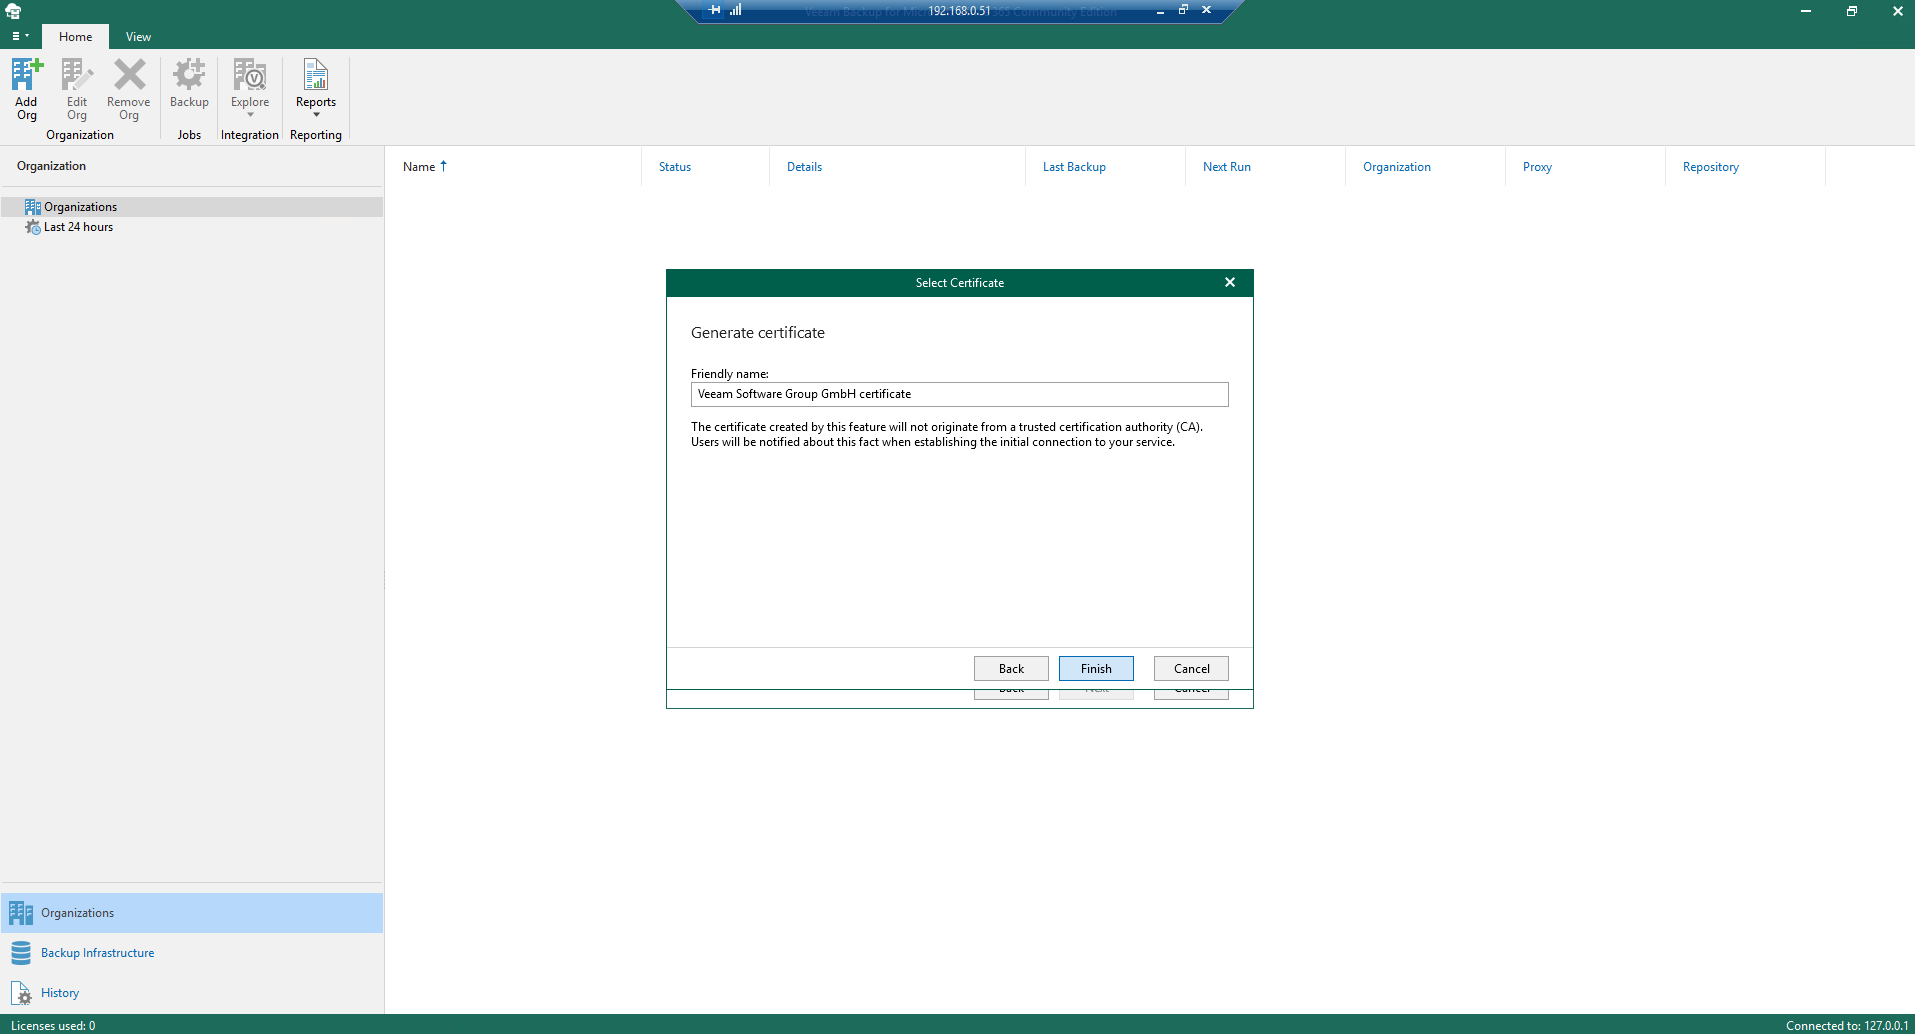 Veeam Backup for Micr
192.168.0.51
365 Community Edition
Home
View
Add
Org
Edit
Org
Remove
Org
Backup
Explore
Reports
Organization
Jobs
Integration
Reporting
Organization
Organizations
Last 24 hours
Name
Status
Details
Last Backup
Next Run
Organization
Proxy
Repository
Select Certificate
Generate certificate
Friendly name:
Veeam Software Group GmbH certificate
The certificate created by this feature will not originate from a trusted certification authority (CA).
Users will be notified about this fact when establishing the initial connection to your service.
Back
Finish
Cancel
Back
Next
Cancel
Organizations
Backup Infrastructure
History
Licenses used: 0
Connected to: 127.0.0.1